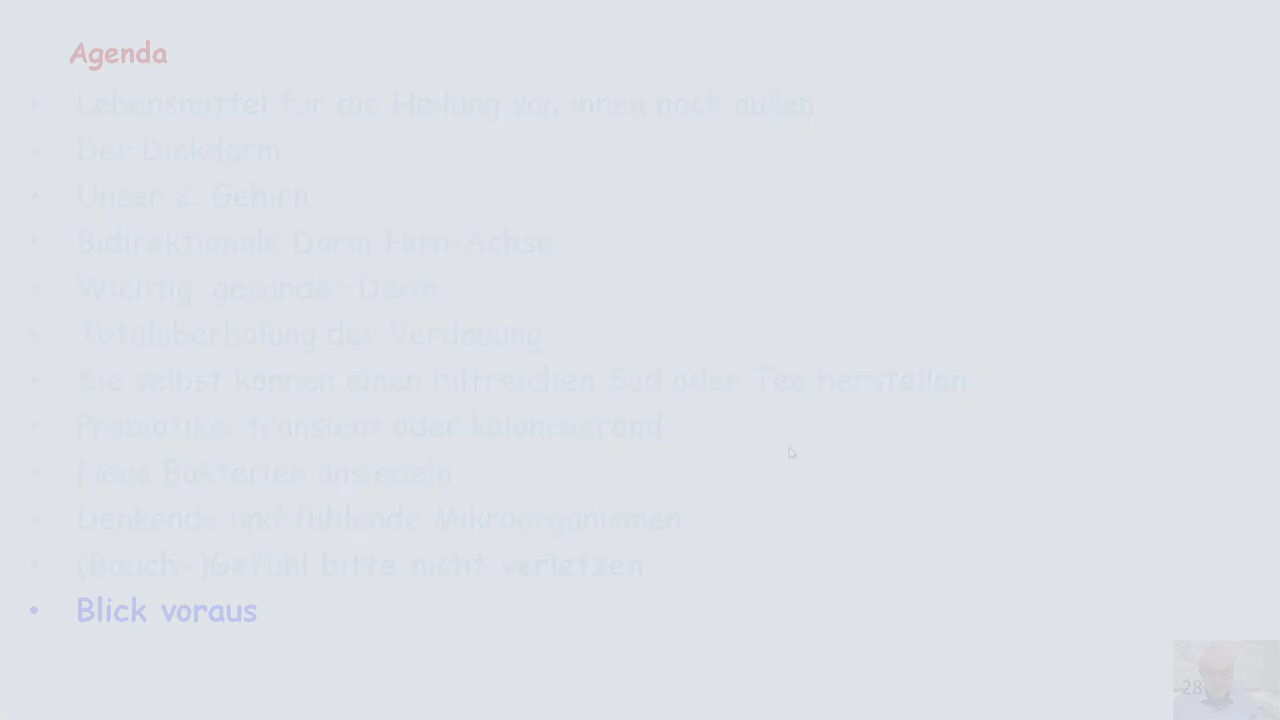 Agenda
• Lebensmittel für die Heilung von innen nach außen
• Der Dickdarm
• Unser 2. Gehirn
• Bidirektionale Darm-Hirn-Achse
• Wichtig: gesunder Darm
• Totalüberholung der Verdauung
• Sie selbst können einen hiltreichen Sud oder Tee herstellen
• Probiotika: transient oder kolonisierend
• Neue Bakterien ansiedeln
• Denkende und fühlende Mikroorganismen
• (Bauch-)Gefühl bitte nicht verletzen
• Blick voraus
28